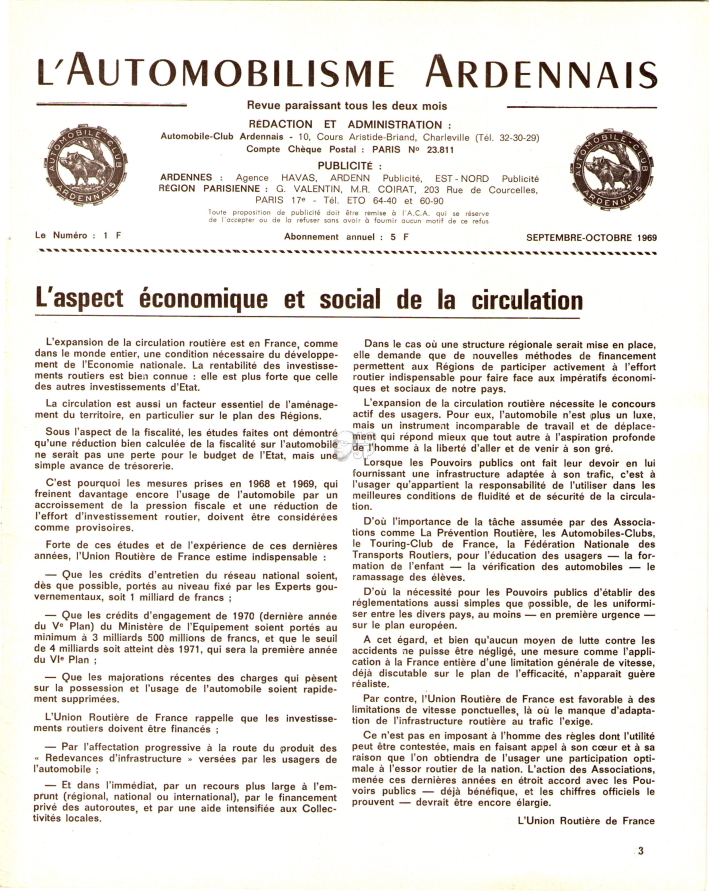 L'AUTOMOBILISME ARDENNAIS
Revue paraissant tous les deux mois
RÉDACTION ET ADMINISTRATION :
Automobile-Club Ardennais - 10, Cours Aristide-Briand, Charleville (Tél. 32-30-29)
Compte Chèque Postal : PARIS No 23.811
PUBLICITÉ :
ARDENNES : Agence HAVAS, ARDENN Publicité, EST-NORD Publicité
RÉGION PARISIENNE : G. VALENTIN, M.R. COIRAT, 203 Rue de Courcelles,
PARIS 17e - Tél. ETO 64-40 et 60-90
Toute proposition de publicité doit être remise à l'A.C.A. qui se réserve
de l'accepter ou de la refuser sans avoir à fournir aucun motif de ce refus
AUTOMOBILE-CLUB ARDENNAIS
AUTOMOBILE-CLUB ARDENNAIS
Le Numéro : 1 F
Abonnement annuel : 5 F
SEPTEMBRE-OCTOBRE 1969
L'aspect économique et social de la circulation
L'expansion de la circulation routière est en France, comme
dans le monde entier, une condition nécessaire du développe-
ment de l'Economie nationale. La rentabilité des investisse-
ments routiers est bien connue : elle est plus forte que celle
des autres investissements d'Etat.
La circulation est aussi un facteur essentiel de l'aménage-
ment du territoire, en particulier sur le plan des Régions.
Sous l'aspect de la fiscalité, les études faites ont démontré
qu'une réduction bien calculée de la fiscalité sur l'automobile
ne serait pas une perte pour le budget de l'Etat, mais une
simple avance de trésorerie.
C'est pourquoi les mesures prises en 1968 et 1969, qui
freinent davantage encore l'usage de l'automobile par un
accroissement de la pression fiscale et une réduction de
l'effort d'investissement routier, doivent être considérées
comme provisoires.
Forte de ces études et de l'expérience de ces dernières
années, l'Union Routière de France estime indispensable :
— Que les crédits d'entretien du réseau national soient,
dès que possible, portés au niveau fixé par les Experts gou-
vernementaux, soit 1 milliard de francs ;
— Que les crédits d'engagement de 1970 (dernière année
du Ve Plan) du Ministère de l'Equipement soient portés au
minimum à 3 milliards 500 millions de francs, et que le seuil
de 4 milliards soit atteint dès 1971, qui sera la première année
du VIe Plan ;
— Que les majorations récentes des charges qui pèsent
sur la possession et l'usage de l'automobile soient rapide-
ment supprimées.
L'Union Routière de France rappelle que les investisse-
ments routiers doivent être financés ;
— Par l'affectation progressive à la route du produit des
« Redevances d'infrastructure » versées par les usagers de
l'automobile ;
— Et dans l'immédiat, par un recours plus large à l'em-
prunt (régional, national ou international), par le financement
privé des autoroutes, et par une aide intensifiée aux Collec-
tivités locales.
Dans le cas où une structure régionale serait mise en place,
elle demande que de nouvelles méthodes de financement
permettent aux Régions de participer activement à l'effort
routier indispensable pour faire face aux impératifs économi-
ques et sociaux de notre pays.
L'expansion de la circulation routière nécessite le concours
actif des usagers. Pour eux, l'automobile n'est plus un luxe,
mais un instrument incomparable de travail et de déplace-
ment qui répond mieux que tout autre à l'aspiration profonde
de l'homme à la liberté d'aller et de venir à son gré.
Lorsque les Pouvoirs publics ont fait leur devoir en lui
fournissant une infrastructure adaptée à son trafic, c'est à
l'usager qu'appartient la responsabilité de l'utiliser dans les
meilleures conditions de fluidité et de sécurité de la circula-
tion.
D'où l'importance de la tâche assumée par des Associa-
tions comme La Prévention Routière, les Automobiles-Clubs,
le Touring-Club de France, la Fédération Nationale des
Transports Routiers, pour l'éducation des usagers — la for-
mation de l'enfant — la vérification des automobiles — le
ramassage des élèves.
D'où la nécessité pour les Pouvoirs publics d'établir des
réglementations aussi simples que possible, de les uniformi-
ser entre les divers pays, au moins — en première urgence —
sur le plan européen.
A cet égard, et bien qu'aucun moyen de lutte contre les
accidents ne puisse être négligé, une mesure comme l'appli-
cation à la France entière d'une limitation générale de vitesse,
déjà discutable sur le plan de l'efficacité, n'apparait guère
réaliste.
Par contre, l'Union Routière de France est favorable à des
limitations de vitesse ponctuelles, là où le manque d'adapta-
tion de l'infrastructure routière au trafic l'exige.
Ce n'est pas en imposant à l'homme des règles dont l'utilité
peut être contestée, mais en faisant appel à son cœur et à sa
raison que l'on obtiendra de l'usager une participation opti-
male à l'essor routier de la nation. L'action des Associations,
menée ces dernières années en étroit accord avec les Pou-
voirs publics — déjà bénéfique, et les chiffres officiels le
prouvent — devrait être encore élargie.
L'Union Routière de France
3